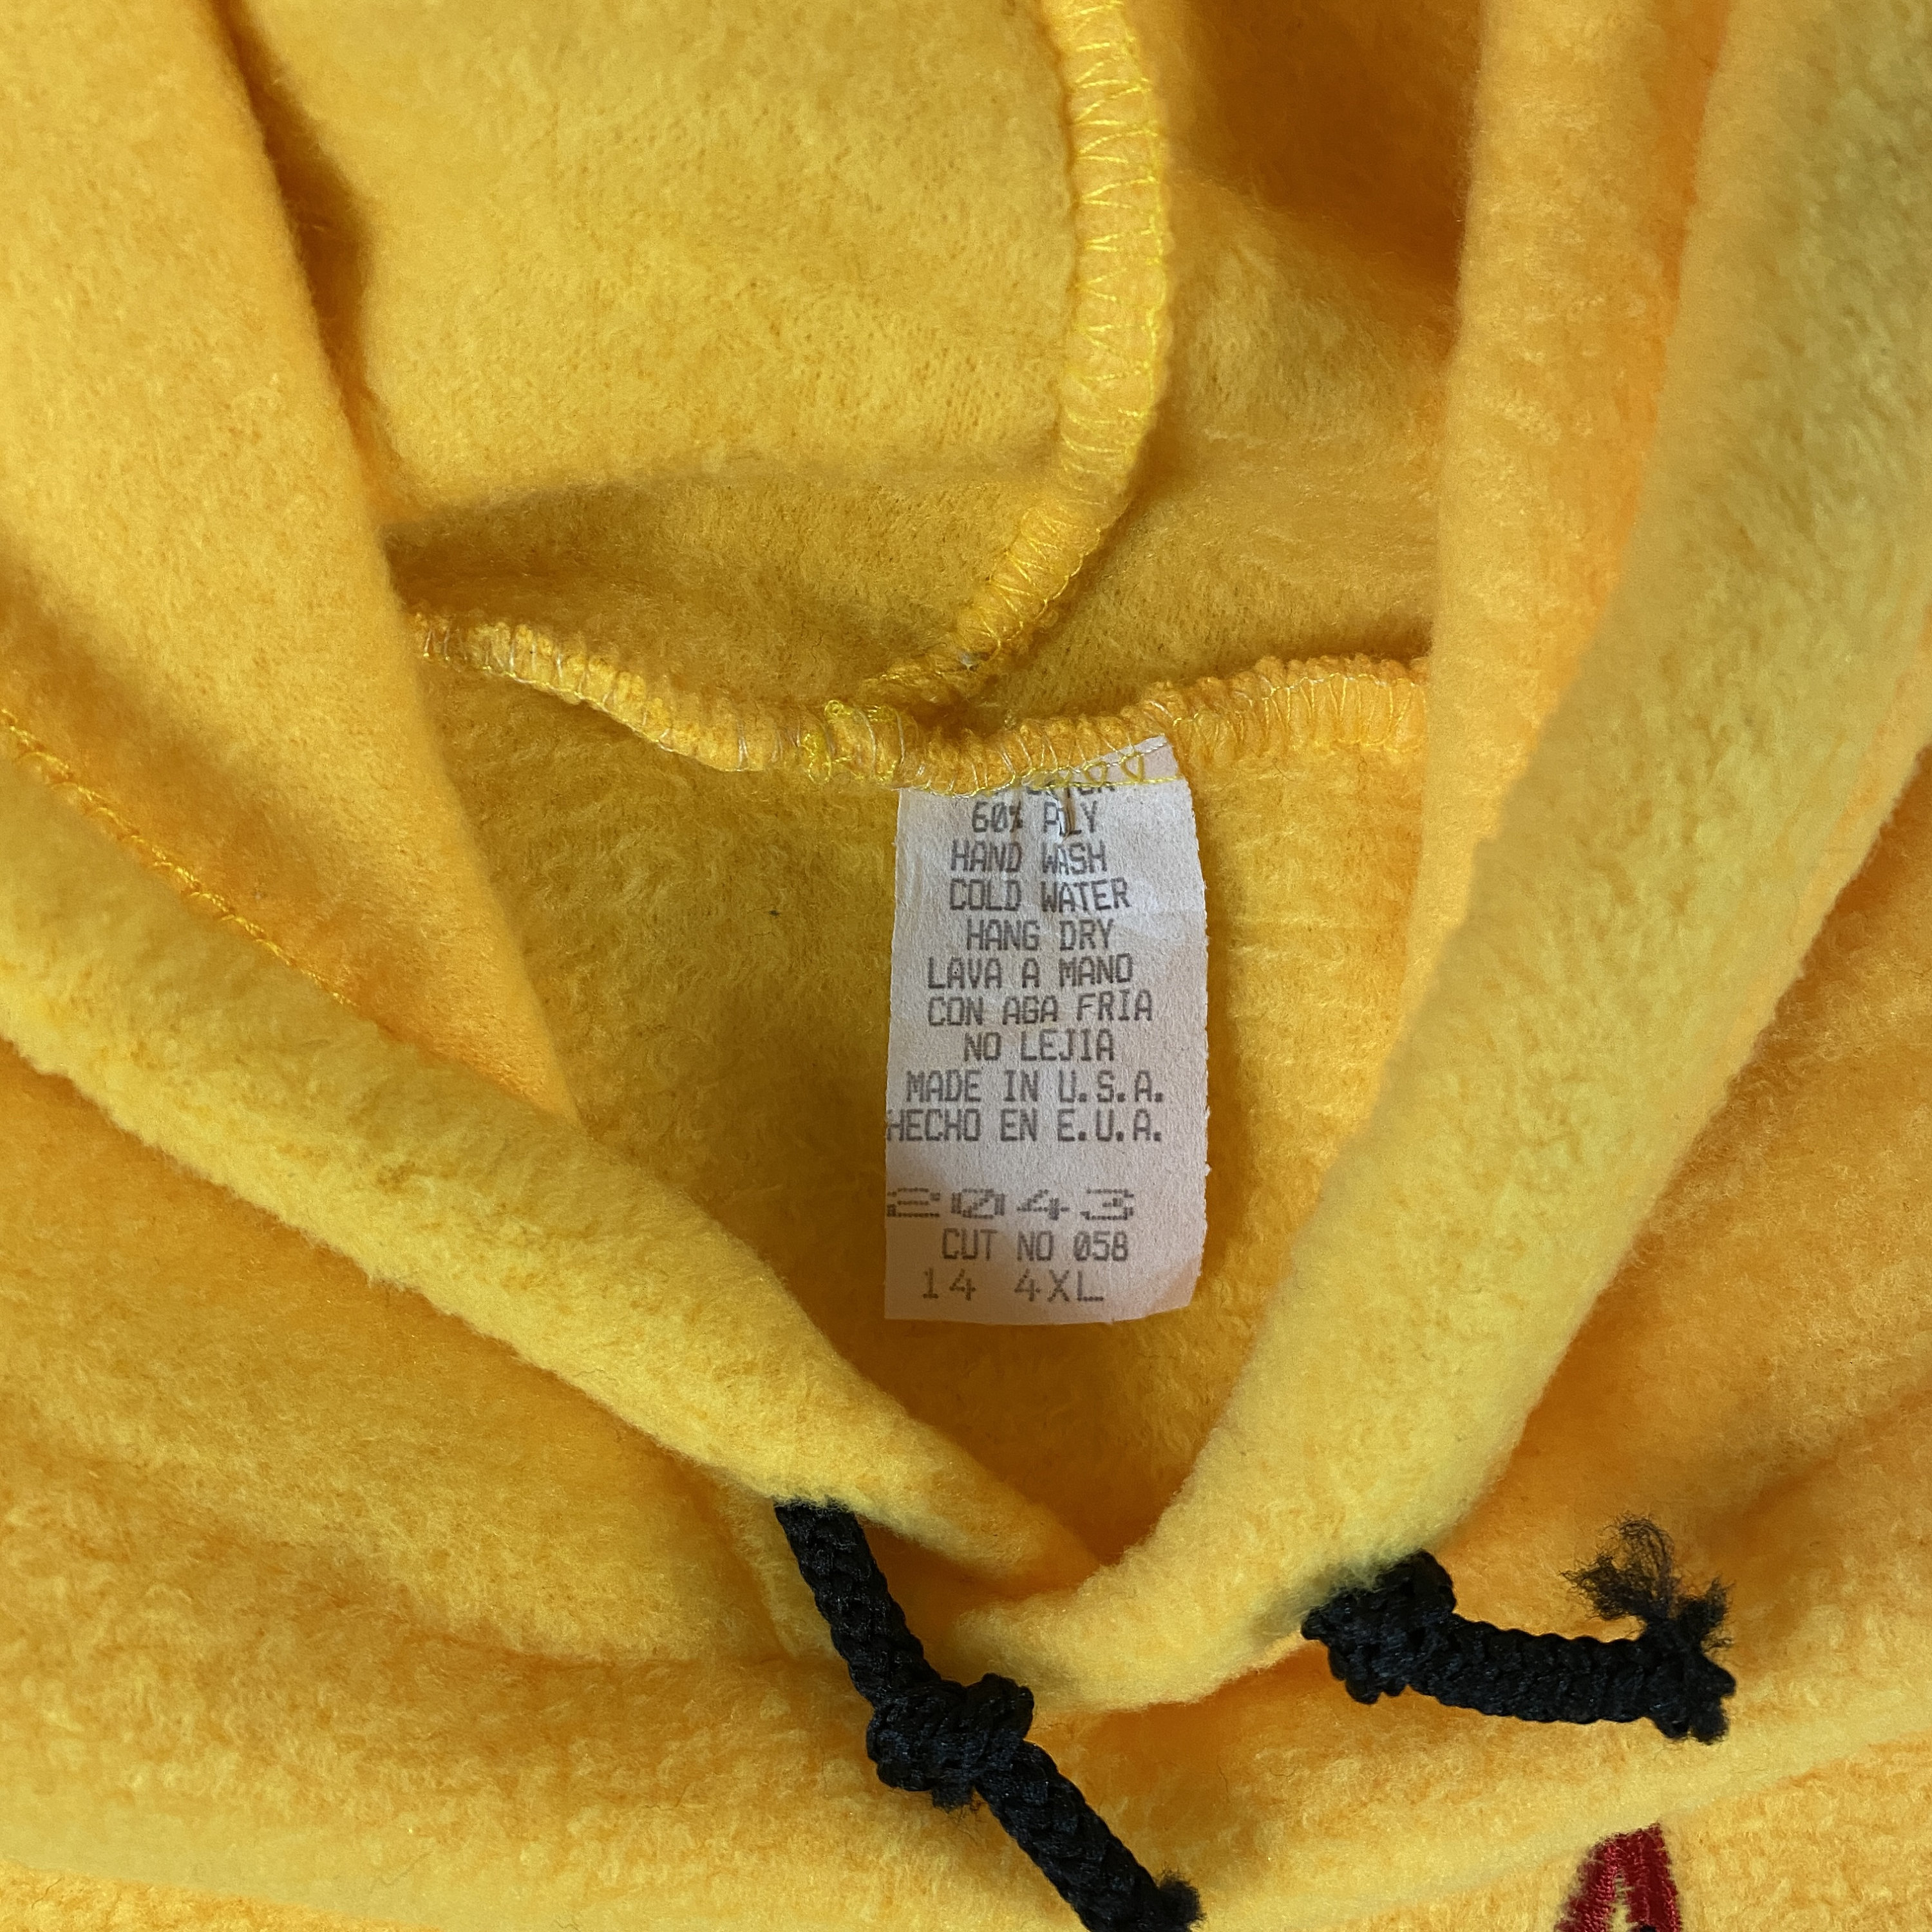 60% POLY
HAND WASH
COLD WATER
HANG DRY
LAVA A MANO
CON AGA FRIA
NO LEJIA
MADE IN U.S.A.
HECHO EN E.U.A.
2043
CUT NO 058
14 4XL